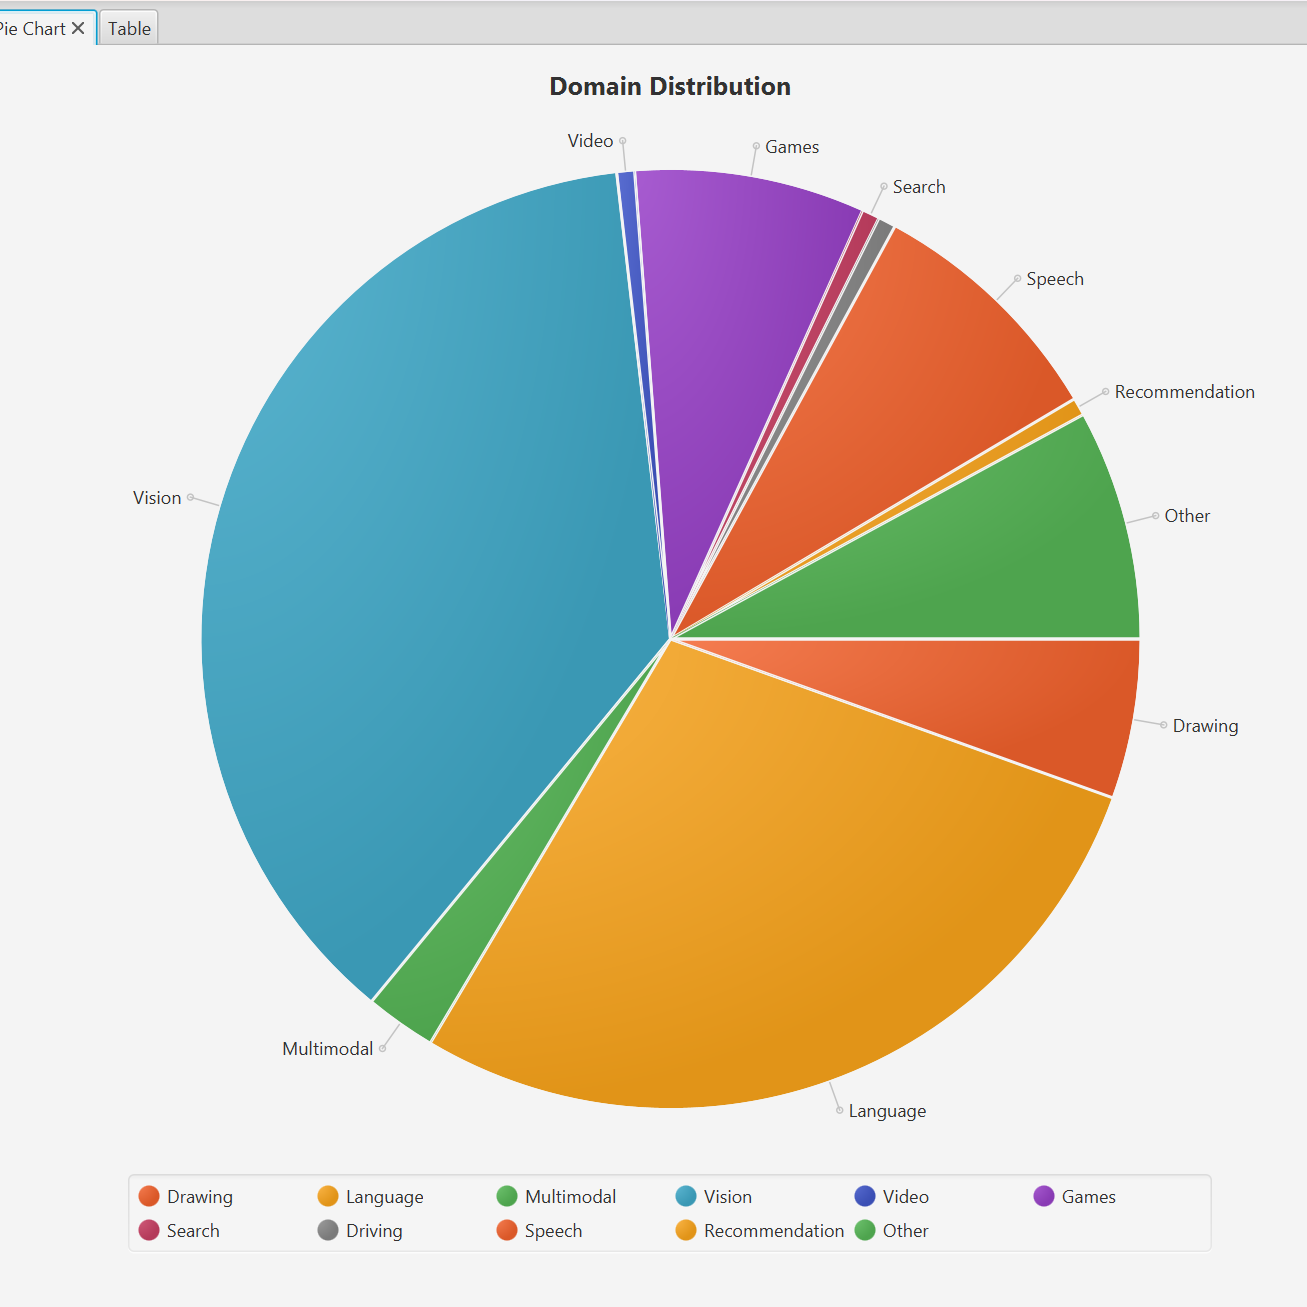 Pie Chart
Table
Domain Distribution
Video
Games
Search
Speech
Recommendation
Vision
Other
Drawing
Multimodal
Language
Drawing Language Multimodal Vision Video Games
Search Driving Speech Recommendation Other